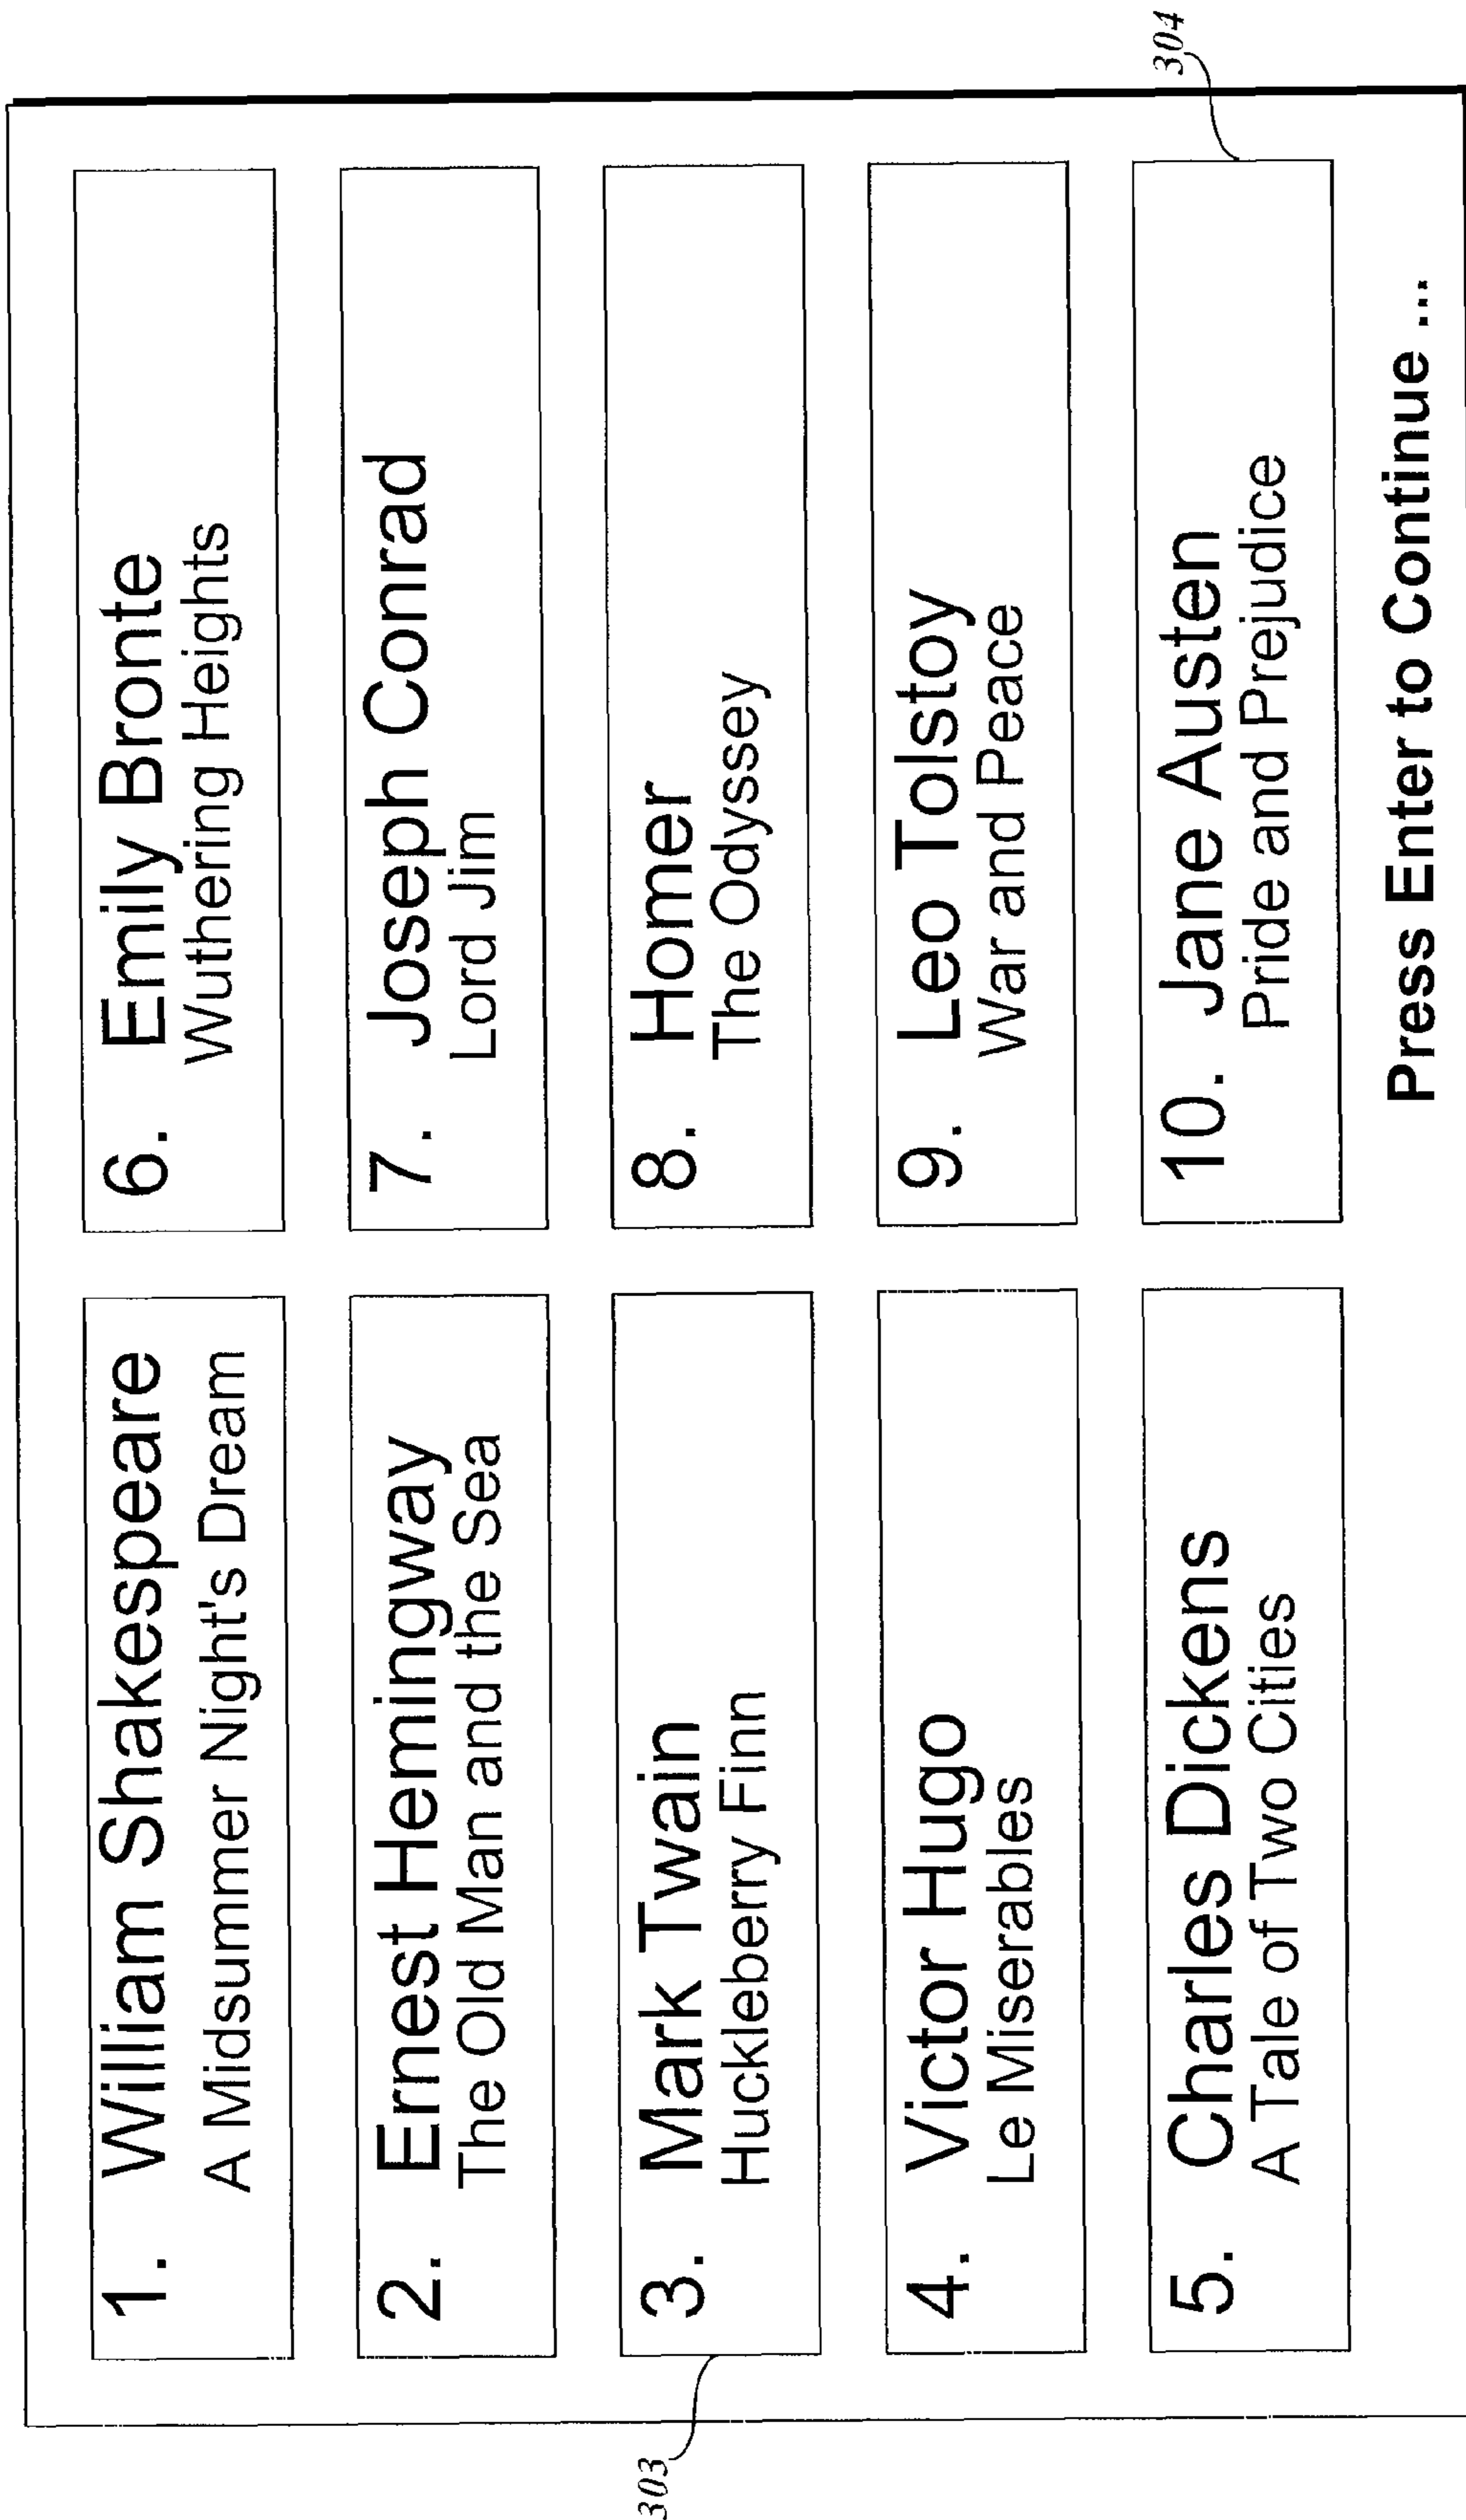 1. William Shakespeare
A Midsummer Night's Dream
2. Ernest Hemingway
The Old Man and the Sea
3. Mark Twain
Huckleberry Finn
4. Victor Hugo
Le Miserables
5. Charles Dickens
A Tale of Two Cities
6. Emily Bronte
Wuthering Heights
7. Joseph Conrad
Lord Jim
8. Homer
The Odyssey
9. Leo Tolstoy
War and Peace
10. Jane Austen
Pride and Prejudice
Press Enter to Continue ...
303
304